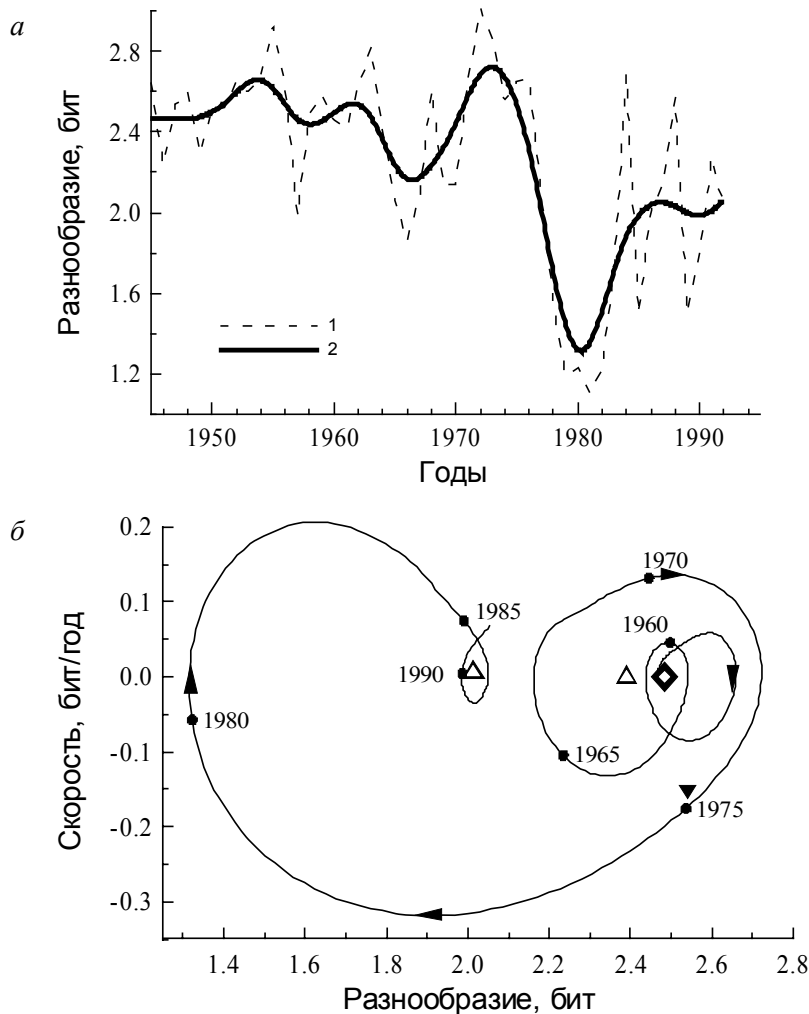 а
Разнообразие, бит
2.8
2.4
2.0
1.6
1.2
1
2
1950 1960 1970 1980 1990
Годы
б
Скорость, бит/год
0.2
0.1
0.0
-0.1
-0.2
-0.3
1970
1985
1960
1990
1980
1965
1975
1.4 1.6 1.8 2.0 2.2 2.4 2.6 2.8
Разнообразие, бит